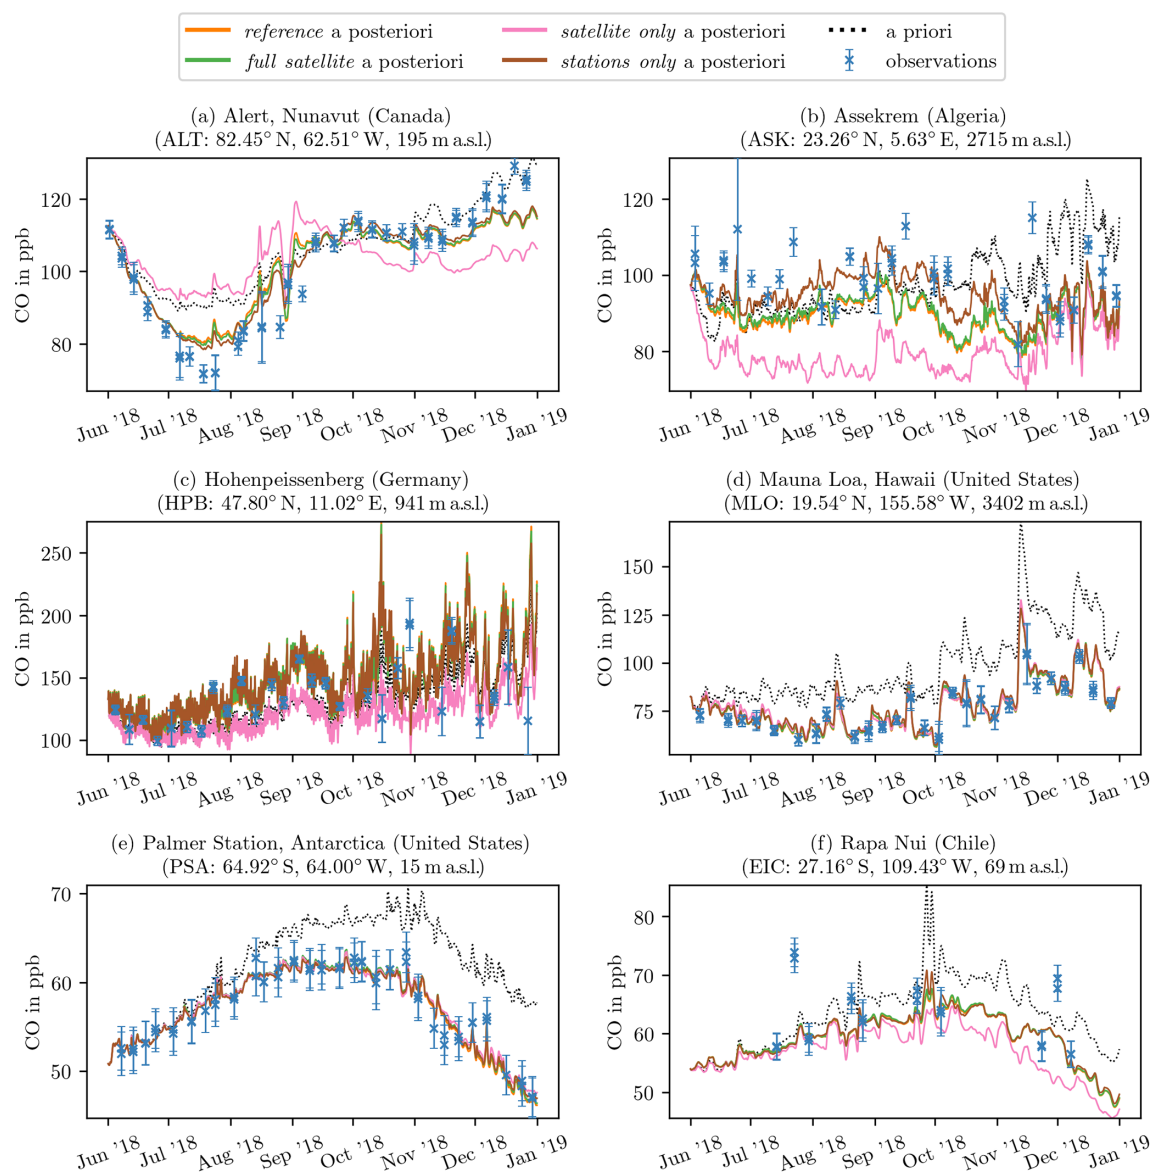 reference a posteriori
satellite only a posteriori
a priori
full satellite a posteriori
stations only a posteriori
observations
(a) Alert, Nunavut (Canada)
(ALT: 82.45° N, 62.51° W, 195 m a.s.l.)
CO in ppb
120
100
80
Jun '18
Jul '18
Aug '18
Sep '18
Oct '18
Nov '18
Dec '18
Jan '19
(b) Assekrem (Algeria)
(ASK: 23.26° N, 5.63° E, 2715 m a.s.l.)
CO in ppb
120
100
80
Jun '18
Jul '18
Aug '18
Sep '18
Oct '18
Nov '18
Dec '18
Jan '19
(c) Hohenpeissenberg (Germany)
(HPB: 47.80° N, 11.02° E, 941 m a.s.l.)
CO in ppb
250
200
150
100
Jun '18
Jul '18
Aug '18
Sep '18
Oct '18
Nov '18
Dec '18
Jan '19
(d) Mauna Loa, Hawaii (United States)
(MLO: 19.54° N, 155.58° W, 3402 m a.s.l.)
CO in ppb
150
125
100
75
Jun '18
Jul '18
Aug '18
Sep '18
Oct '18
Nov '18
Dec '18
Jan '19
(e) Palmer Station, Antarctica (United States)
(PSA: 64.92° S, 64.00° W, 15 m a.s.l.)
CO in ppb
70
60
50
Jun '18
Jul '18
Aug '18
Sep '18
Oct '18
Nov '18
Dec '18
Jan '19
(f) Rapa Nui (Chile)
(EIC: 27.16° S, 109.43° W, 69 m a.s.l.)
CO in ppb
80
70
60
50
Jun '18
Jul '18
Aug '18
Sep '18
Oct '18
Nov '18
Dec '18
Jan '19